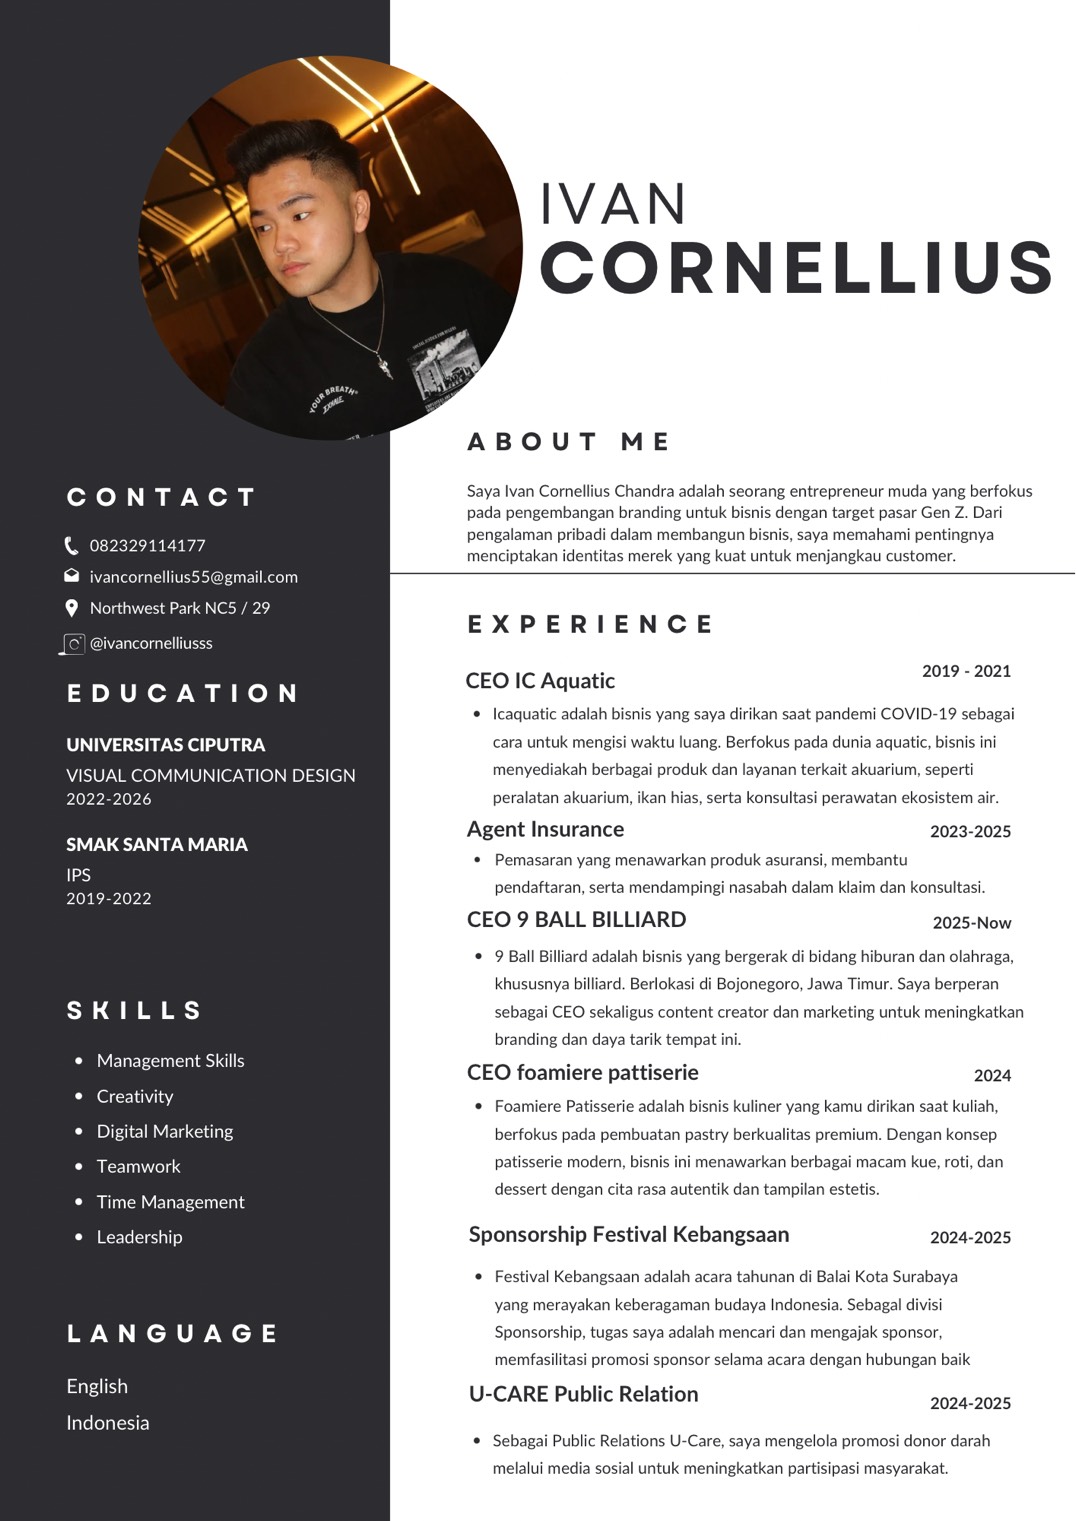 IVAN
CORNELLIUS
YOUR BREATH
CONTACT
082329114177
ivancornellius55@gmail.com
Northwest Park NC5 / 29
@ivancornelliusss
EDUCATION
UNIVERSITAS CIPUTRA
VISUAL COMMUNICATION DESIGN
2022-2026
SMAK SANTA MARIA
IPS
2019-2022
SKILLS
• Management Skills
• Creativity
• Digital Marketing
• Teamwork
• Time Management
• Leadership
LANGUAGE
English
Indonesia
ABOUT ME
Saya Ivan Cornellius Chandra adalah seorang entrepreneur muda yang berfokus
pada pengembangan branding untuk bisnis dengan target pasar Gen Z. Dari
pengalaman pribadi dalam membangun bisnis, saya memahami pentingnya
menciptakan identitas merek yang kuat untuk menjangkau customer.
EXPERIENCE
CEO IC Aquatic 2019 - 2021
• Icaquatic adalah bisnis yang saya dirikan saat pandemi COVID-19 sebagai
cara untuk mengisi waktu luang. Berfokus pada dunia aquatic, bisnis ini
menyediakah berbagai produk dan layanan terkait akuarium, seperti
peralatan akuarium, ikan hias, serta konsultasi perawatan ekosistem air.
Agent Insurance 2023-2025
• Pemasaran yang menawarkan produk asuransi, membantu
pendaftaran, serta mendampingi nasabah dalam klaim dan konsultasi.
CEO 9 BALL BILLIARD 2025-Now
• 9 Ball Billiard adalah bisnis yang bergerak di bidang hiburan dan olahraga,
khususnya billiard. Berlokasi di Bojonegoro, Jawa Timur. Saya berperan
sebagai CEO sekaligus content creator dan marketing untuk meningkatkan
branding dan daya tarik tempat ini.
CEO foamiere pattiserie 2024
• Foamiere Patisserie adalah bisnis kuliner yang kamu dirikan saat kuliah,
berfokus pada pembuatan pastry berkualitas premium. Dengan konsep
patisserie modern, bisnis ini menawarkan berbagai macam kue, roti, dan
dessert dengan cita rasa autentik dan tampilan estetis.
Sponsorship Festival Kebangsaan 2024-2025
• Festival Kebangsaan adalah acara tahunan di Balai Kota Surabaya
yang merayakan keberagaman budaya Indonesia. Sebagal divisi
Sponsorship, tugas saya adalah mencari dan mengajak sponsor,
memfasilitasi promosi sponsor selama acara dengan hubungan baik
U-CARE Public Relation 2024-2025
• Sebagai Public Relations U-Care, saya mengelola promosi donor darah
melalui media sosial untuk meningkatkan partisipasi masyarakat.